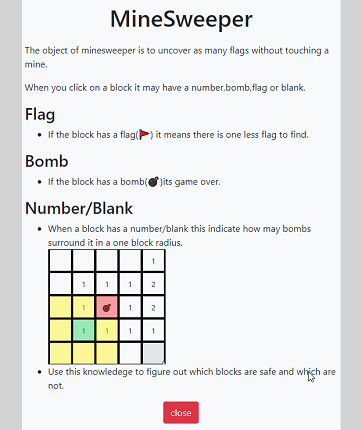 MineSweeper
The object of minesweeper is to uncover as many flags without touching a
mine.
When you click on a block it may have a number,bomb,flag or blank.
Flag
If the block has a flag() it means there is one less flag to find.
Bomb
If the block has a bomb()its game over.
Number/Blank
When a block has a number/blank this indicate how may bombs
surround it in a one block radius.
1
1 1 1 2
1 1 2
1 1 1 1
Use this knowledege to figure out which blocks are safe and which are
not.
close